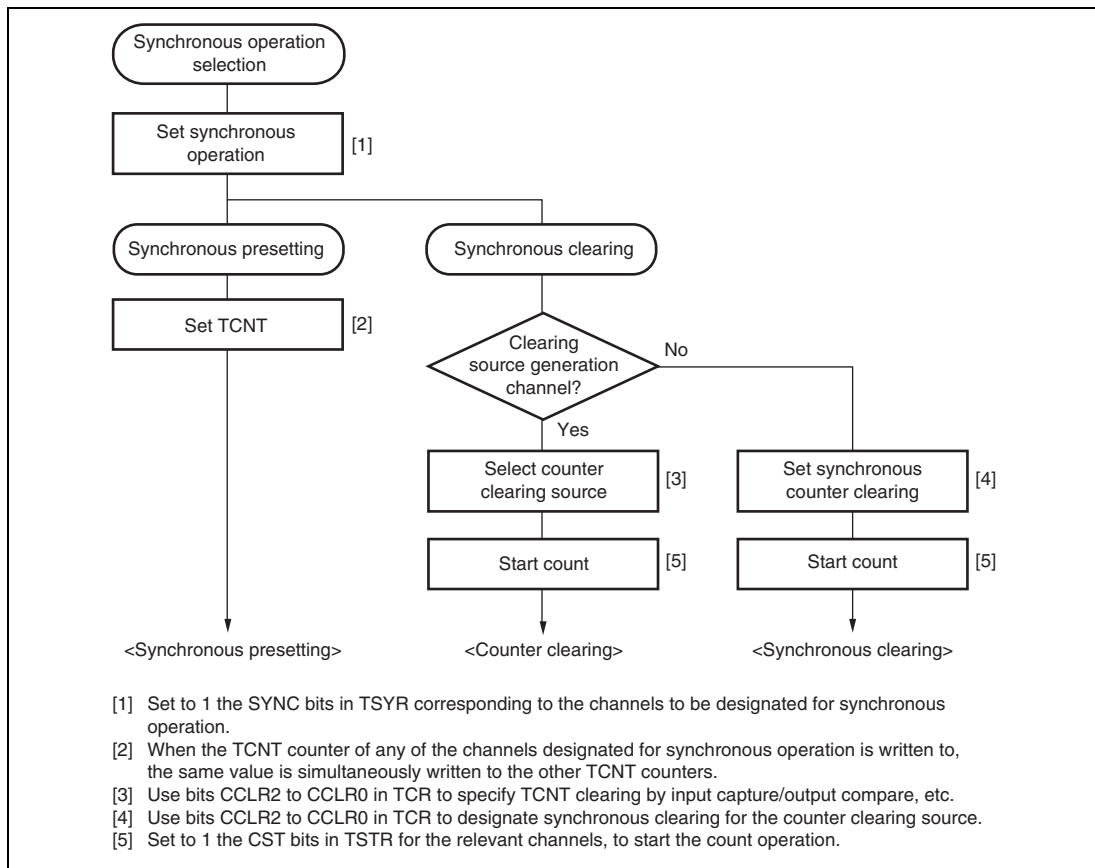 Synchronous operation
selection
Set synchronous
operation
[1]
Synchronous presetting
Synchronous clearing
Set TCNT
[2]
Clearing
source generation
channel?
No
Yes
Select counter
clearing source
[3]
Set synchronous
counter clearing
[4]
Start count
[5]
Start count
[5]
<Synchronous presetting>
<Counter clearing>
<Synchronous clearing>
[1] Set to 1 the SYNC bits in TSYR corresponding to the channels to be designated for synchronous
operation.
[2] When the TCNT counter of any of the channels designated for synchronous operation is written to,
the same value is simultaneously written to the other TCNT counters.
[3] Use bits CCLR2 to CCLR0 in TCR to specify TCNT clearing by input capture/output compare, etc.
[4] Use bits CCLR2 to CCLR0 in TCR to designate synchronous clearing for the counter clearing source.
[5] Set to 1 the CST bits in TSTR for the relevant channels, to start the count operation.